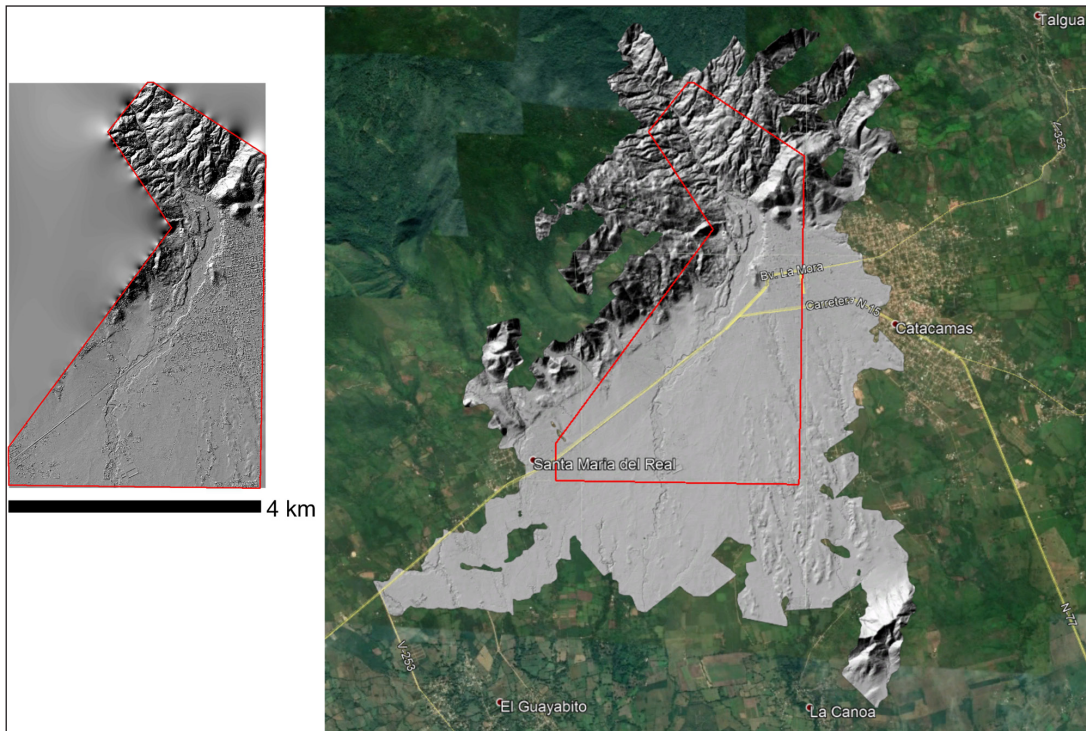 4 km
Talgua
V-352
Bv. La Mora
Carretera N-15
Catacamas
Santa María del Real
N-77
V-253
El Guayabito
La Canoa